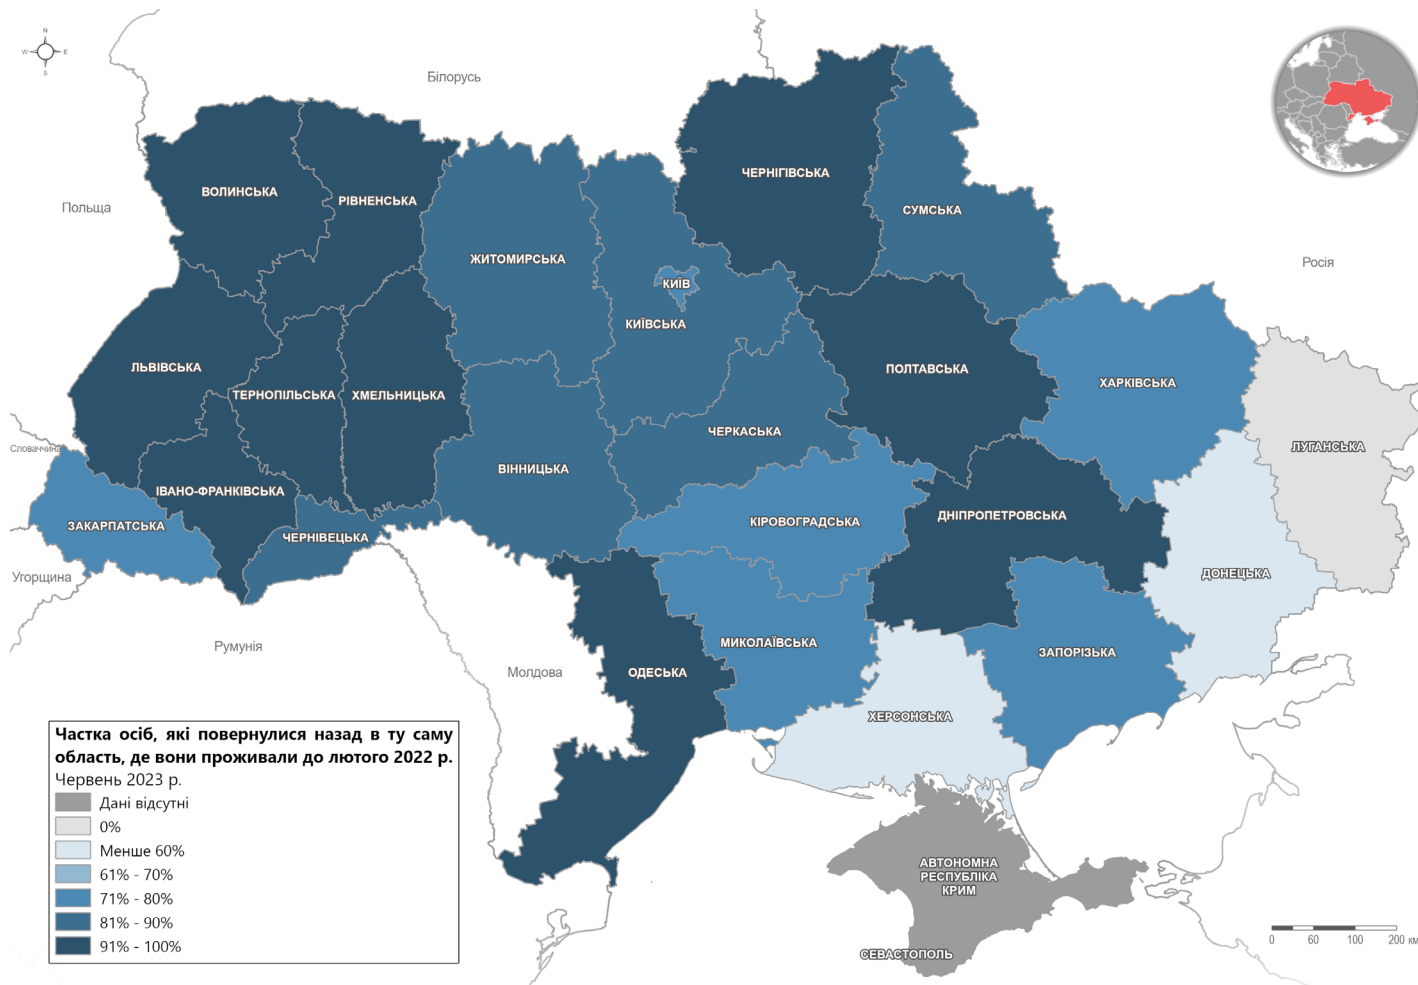 N
W
E
S
Білорусь
Польща
Росія
Словаччина
Угорщина
Румунія
Молдова
ВОЛИНСЬКА
РІВНЕНСЬКА
ЖИТОМИРСЬКА
КИЇВ
КИЇВСЬКА
ЧЕРНІГІВСЬКА
СУМСЬКА
ЛЬВІВСЬКА
ТЕРНОПІЛЬСЬКА
ХМЕЛЬНИЦЬКА
ПОЛТАВСЬКА
ХАРКІВСЬКА
ЛУГАНСЬКА
ЧЕРКАСЬКА
ВІННИЦЬКА
ІВАНО-ФРАНКІВСЬКА
ЗАКАРПАТСЬКА
ЧЕРНІВЕЦЬКА
КІРОВОГРАДСЬКА
ДНІПРОПЕТРОВСЬКА
ДОНЕЦЬКА
МИКОЛАЇВСЬКА
ЗАПОРІЗЬКА
ОДЕСЬКА
ХЕРСОНСЬКА
АВТОНОМНА
РЕСПУБЛІКА
КРИМ
СЕВАСТОПОЛЬ
Частка осіб, які повернулися назад в ту саму
область, де вони проживали до лютого 2022 р.
Червень 2023 р.
Дані відсутні
0%
Менше 60%
61% - 70%
71% - 80%
81% - 90%
91% - 100%
0 60 100 200 км